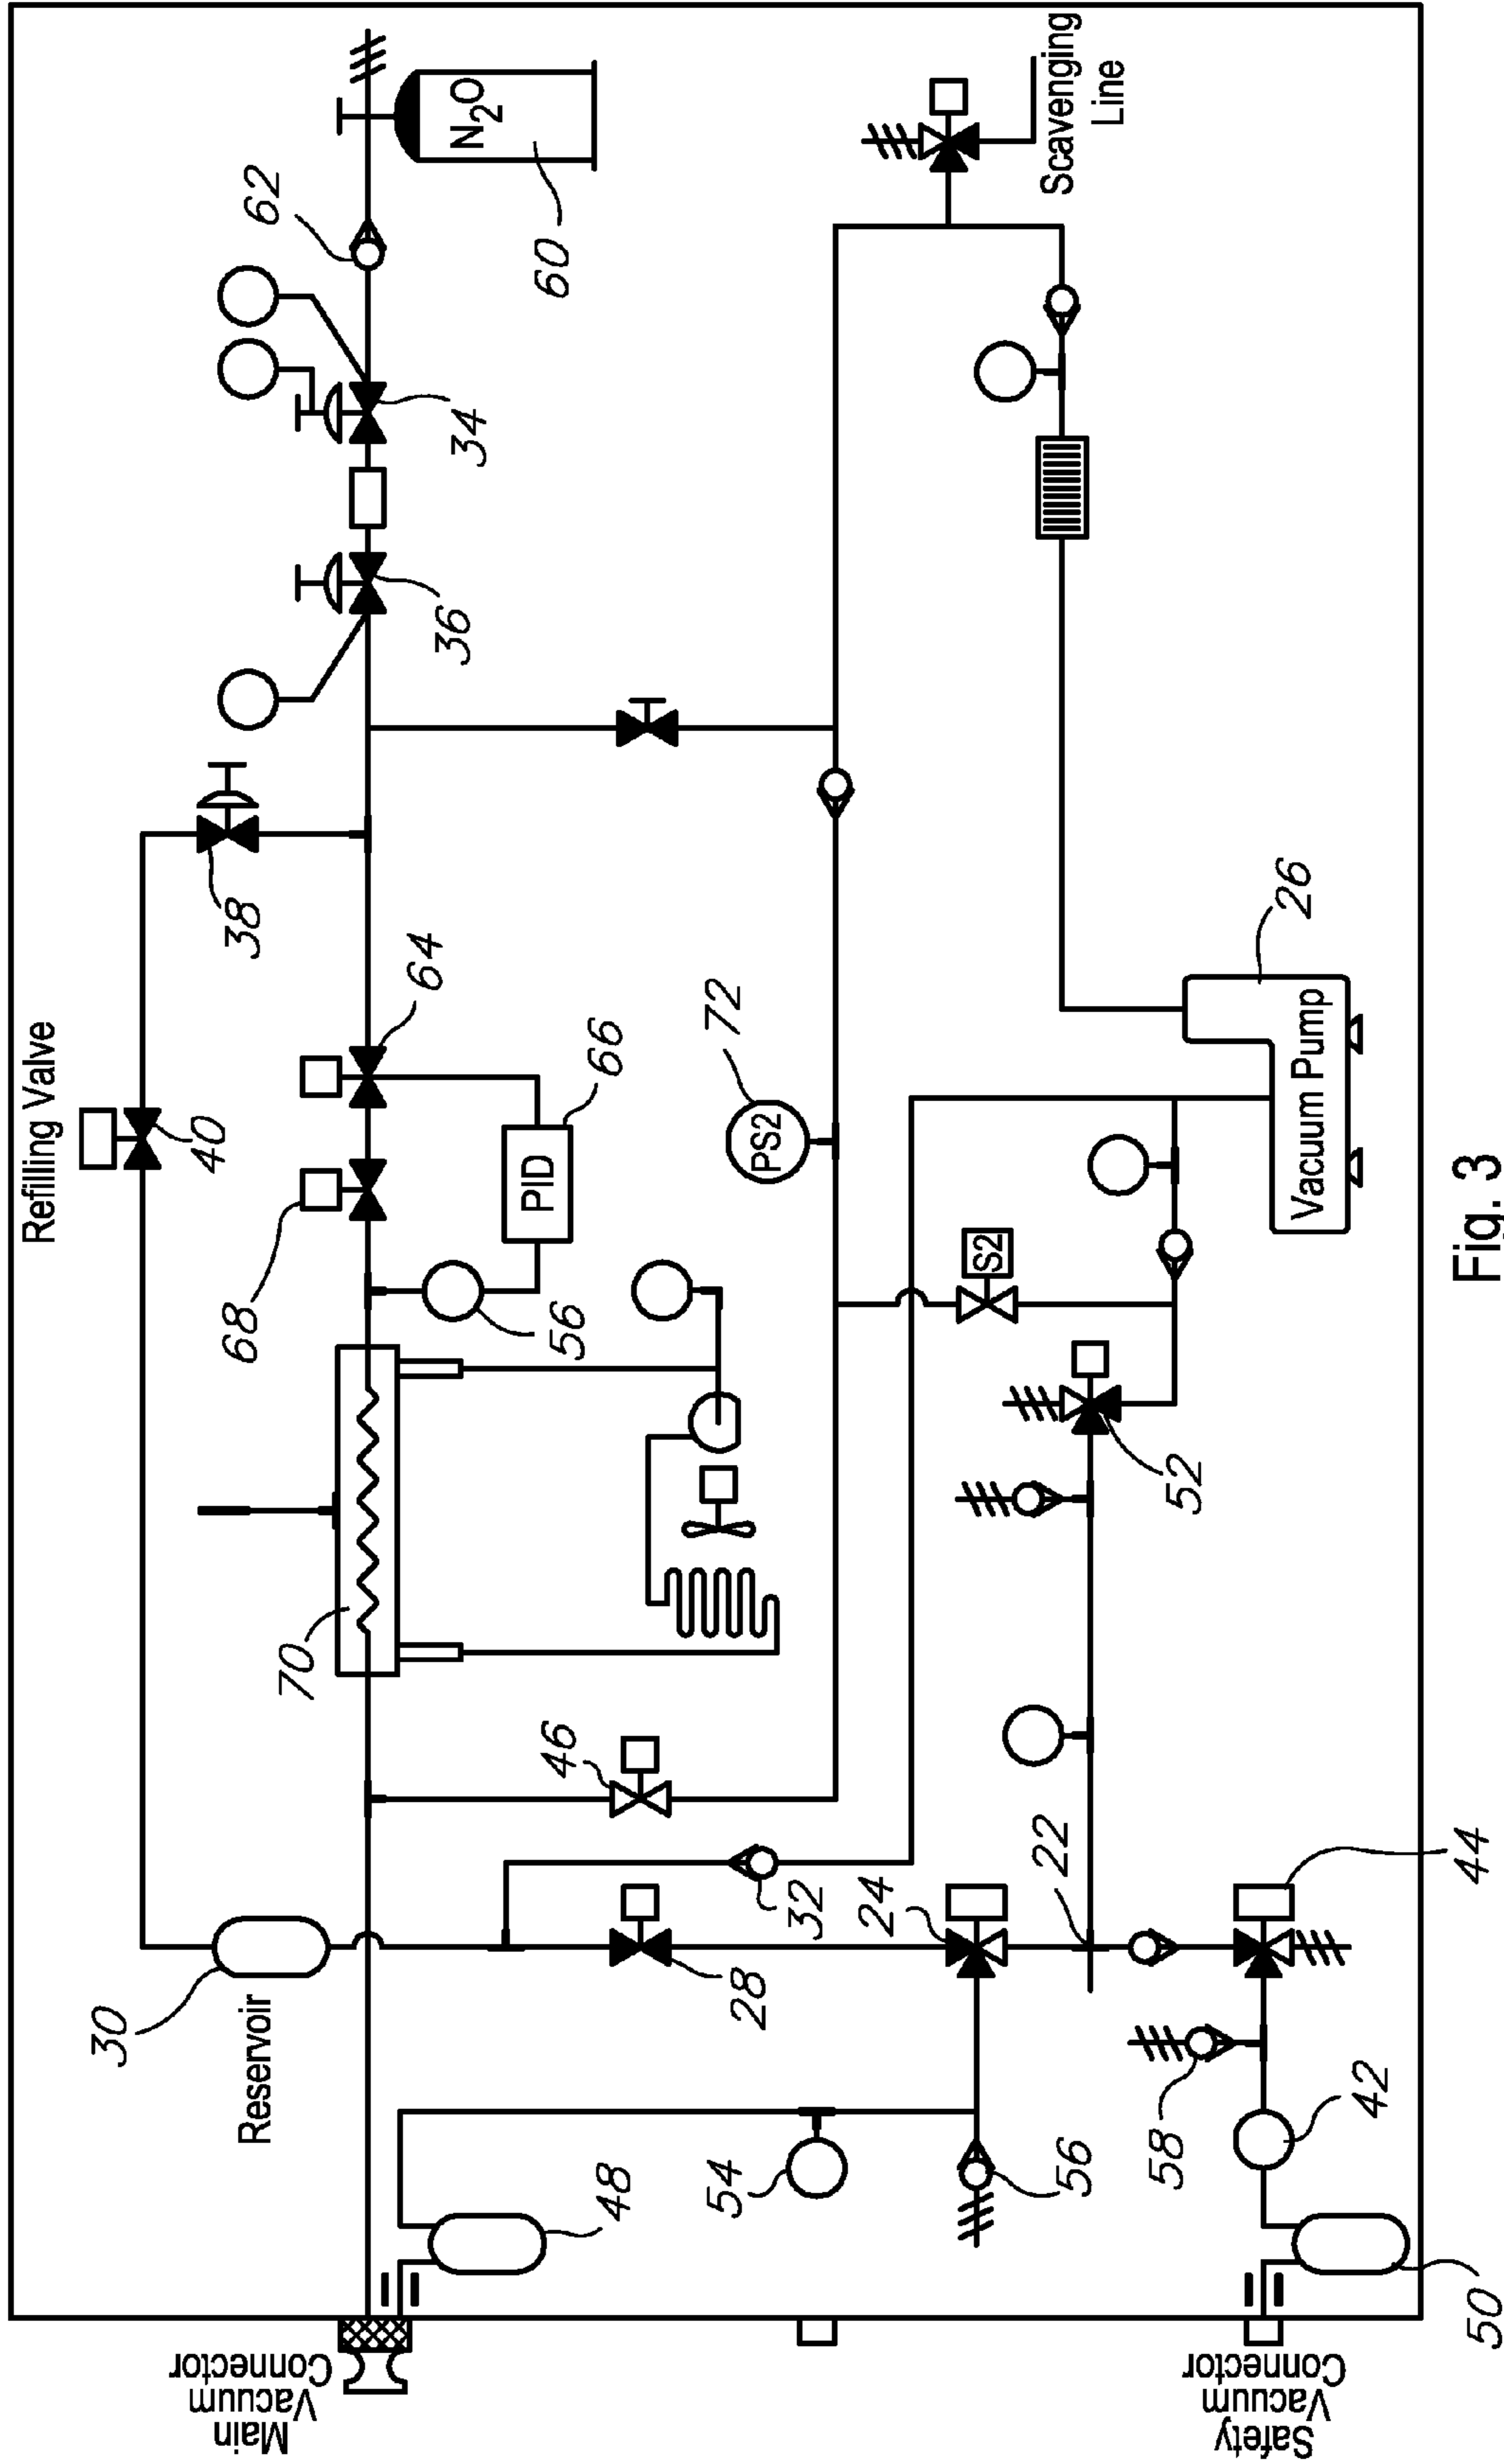 Refilling Valve
40
38
64
68
66
PID
56
70
36
34
62
N2O
60
Scavenging
Line
72
PS2
26
Vacuum Pump
S2
52
46
32
24
22
44
28
30
Reservoir
48
54
56
58
42
50
Main
Vacuum
Connector
Safety
Vacuum
Connector
Fig. 3